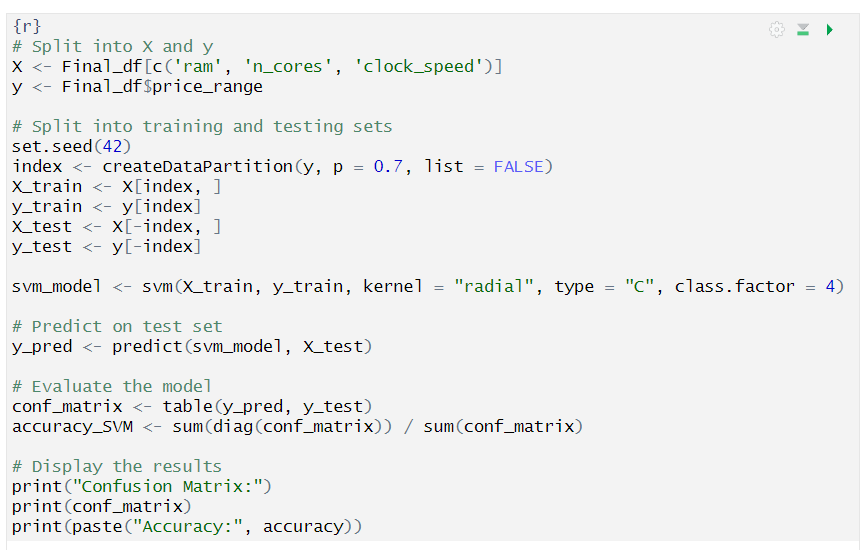 {r}
# Split into X and y
X <- Final_df[c('ram', 'n_cores', 'clock_speed')]
y <- Final_df$price_range

# Split into training and testing sets
set.seed(42)
index <- createDataPartition(y, p = 0.7, list = FALSE)
X_train <- X[index, ]
y_train <- y[index]
X_test <- X[-index, ]
y_test <- y[-index]

svm_model <- svm(X_train, y_train, kernel = "radial", type = "C", class.factor = 4)

# Predict on test set
y_pred <- predict(svm_model, X_test)

# Evaluate the model
conf_matrix <- table(y_pred, y_test)
accuracy_SVM <- sum(diag(conf_matrix)) / sum(conf_matrix)

# Display the results
print("Confusion Matrix:")
print(conf_matrix)
print(paste("Accuracy:", accuracy))